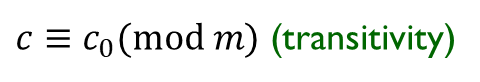 c ≡ c₀(mod m) (transitivity)